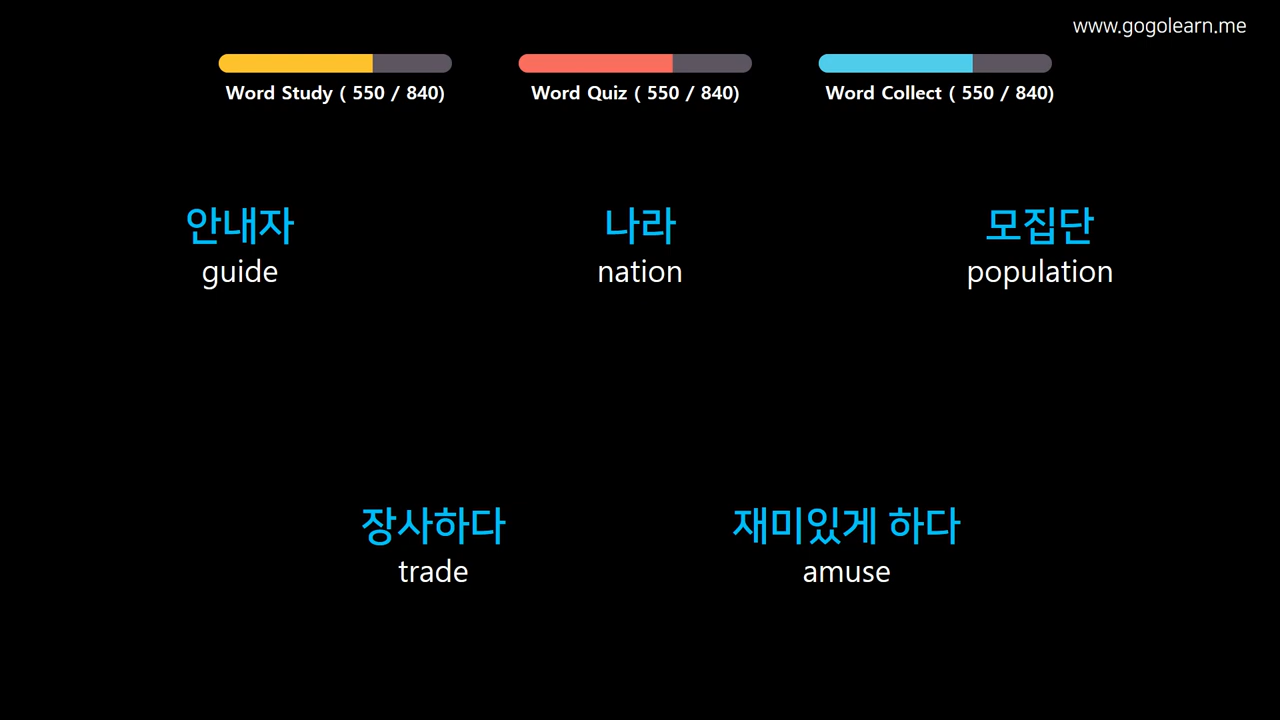 www.gogolearn.me
Word Study ( 550 / 840)
Word Quiz ( 550 / 840)
Word Collect ( 550 / 840)
안내자
guide
나라
nation
모집단
population
장사하다
trade
재미있게 하다
amuse